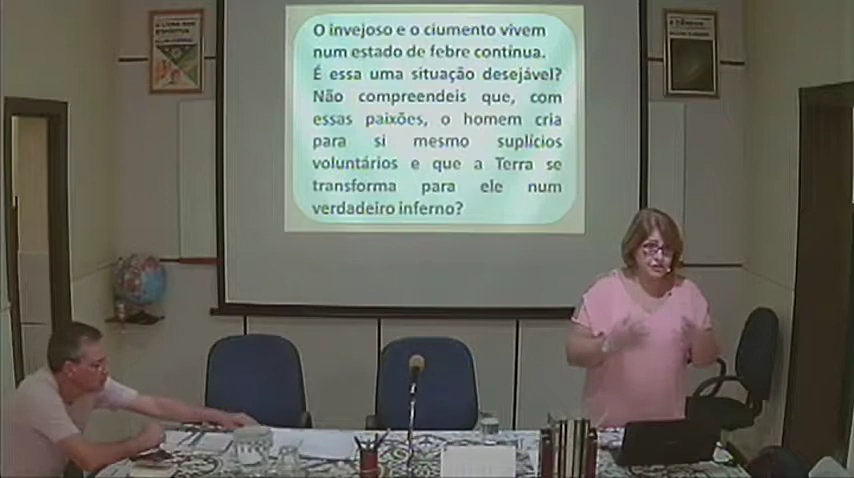 O invejoso e o ciumento vivem
num estado de febre contínua.
É essa uma situação desejável?
Não compreendeis que, com
essas paixões, o homem cria
para si mesmo suplícios
voluntários e que a Terra se
transforma para ele num
verdadeiro inferno?